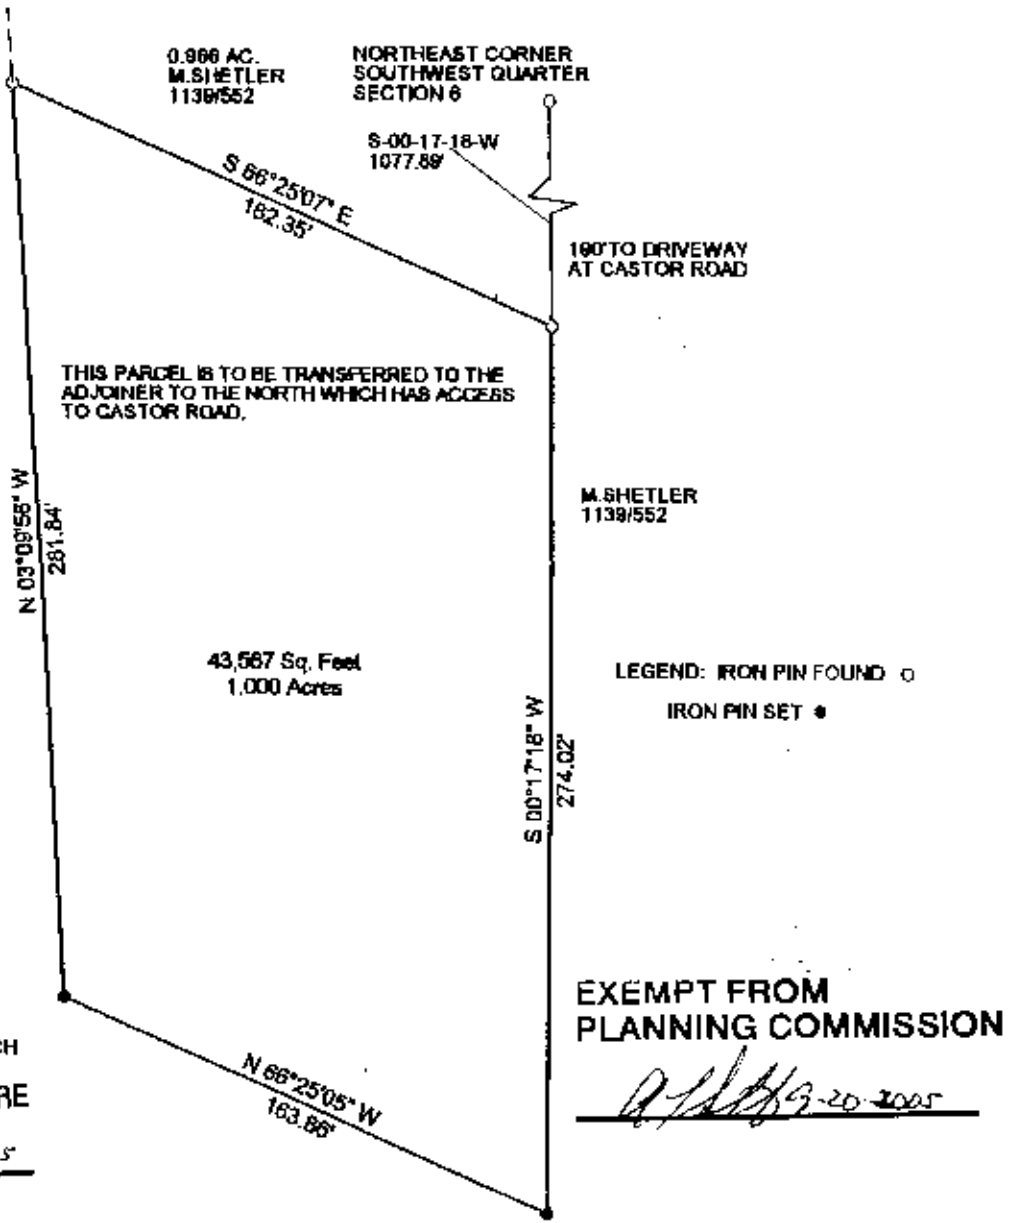 0.966 AC.
M.SHETLER
1139/552
NORTHEAST CORNER
SOUTHWEST QUARTER
SECTION 6
S-00-17-18-W
1077.89'
S 66°25'07" E
182.35'
190' TO DRIVEWAY
AT CASTOR ROAD
THIS PARCEL IS TO BE TRANSFERRED TO THE
ADJOINER TO THE NORTH WHICH HAS ACCESS
TO CASTOR ROAD.
N 03°09'56" W
281.84'
M.SHETLER
1139/552
43,567 Sq. Feet
1.000 Acres
LEGEND: IRON PIN FOUND
IRON PIN SET
S 00°17'18" W
274.02'
EXEMPT FROM
PLANNING COMMISSION
9-20-2005
N 66°25'05" W
163.86'
CH
RE
5